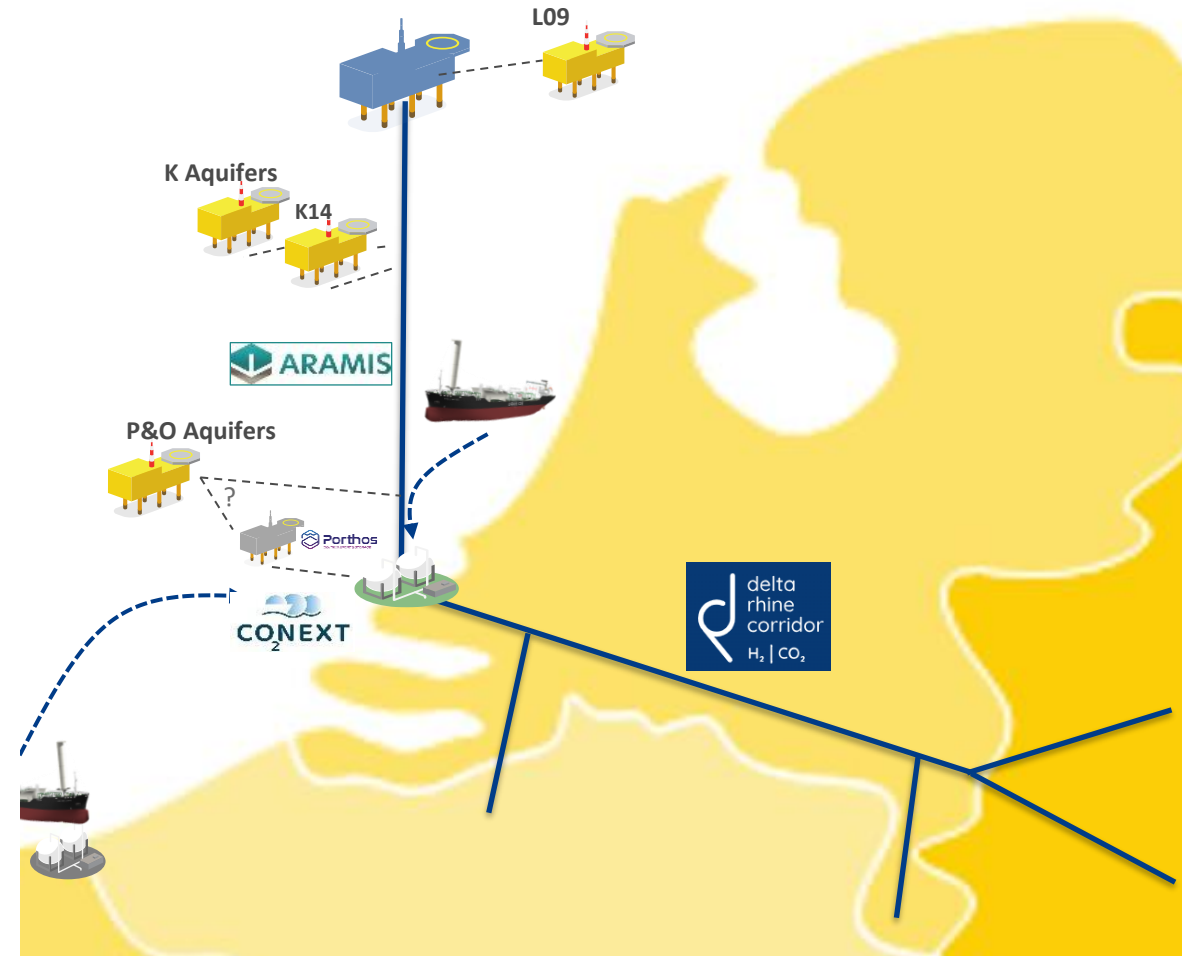 L09
K Aquifers
K14
ARAMIS
P&O Aquifers
?
Porthos
CO₂NEXT
delta
rhine
corridor
H₂ | CO₂